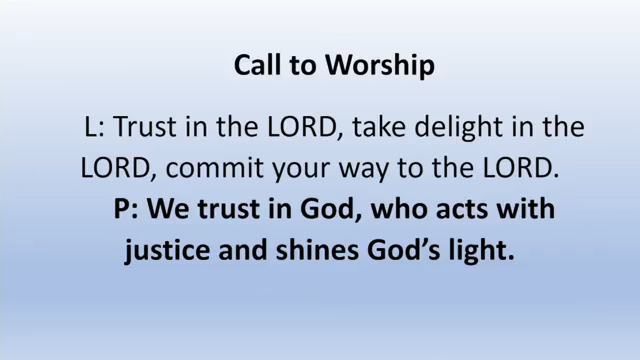 Call to Worship
L: Trust in the LORD, take delight in the
LORD, commit your way to the LORD.
P: We trust in God, who acts with
justice and shines God’s light.